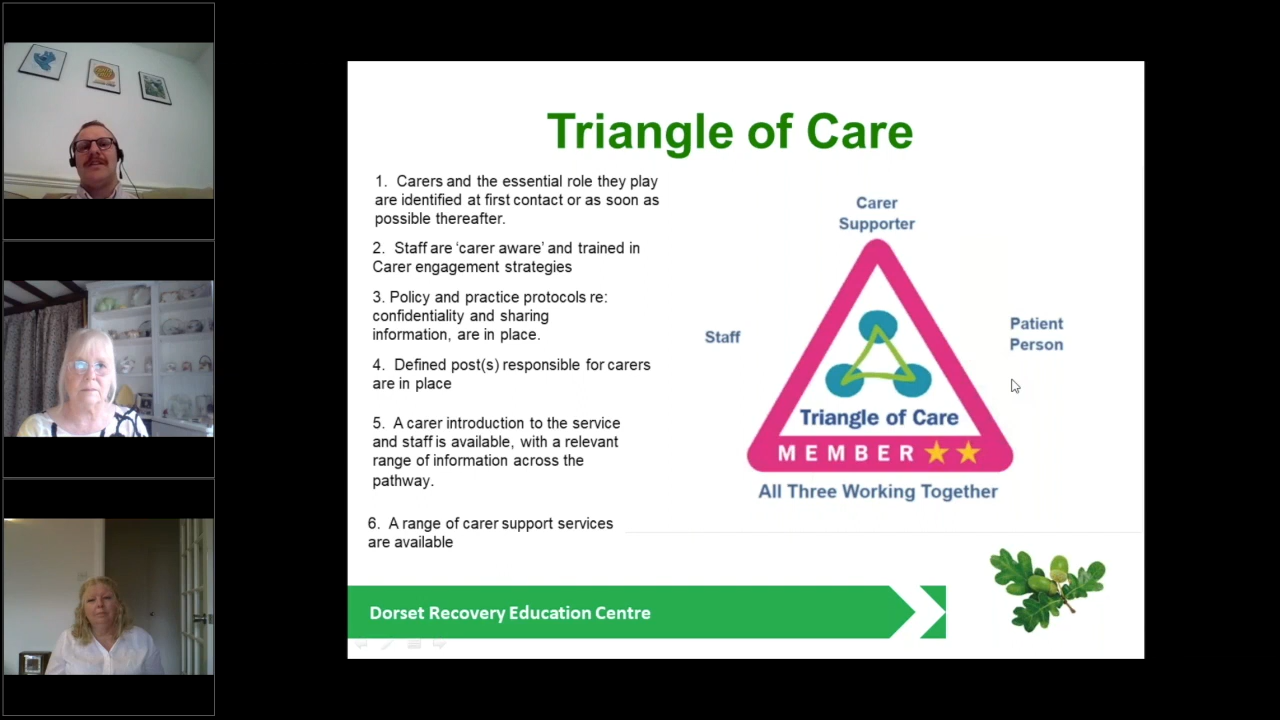 Triangle of Care
1. Carers and the essential role they play
are identified at first contact or as soon as
possible thereafter.
2. Staff are ‘carer aware’ and trained in
Carer engagement strategies
3. Policy and practice protocols re:
confidentiality and sharing
information, are in place.
4. Defined post(s) responsible for carers
are in place
5. A carer introduction to the service
and staff is available, with a relevant
range of information across the
pathway.
6. A range of carer support services
are available
Carer
Supporter
Staff
Patient
Person
Triangle of Care
MEMBER
All Three Working Together
Dorset Recovery Education Centre